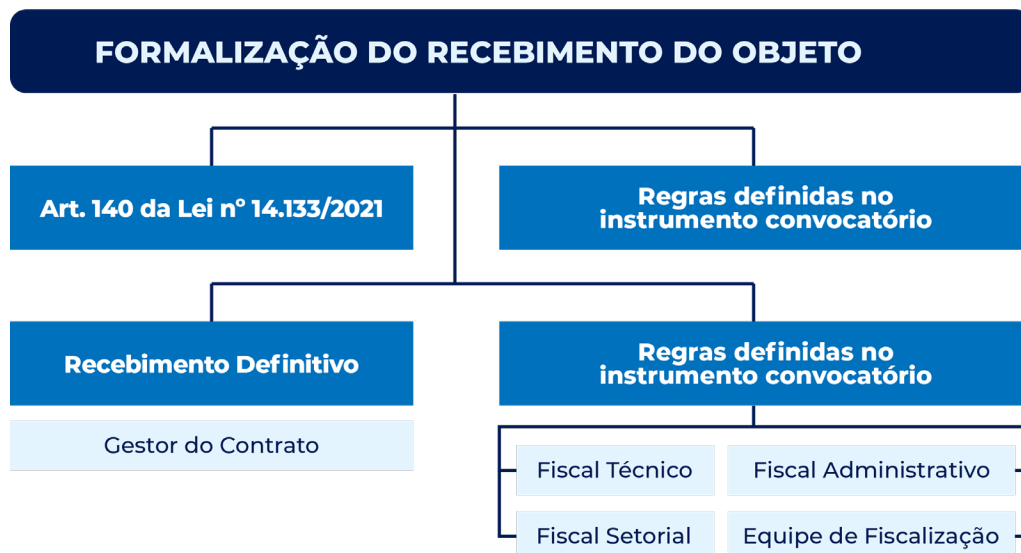 FORMALIZAÇÃO DO RECEBIMENTO DO OBJETO
Art. 140 da Lei nº 14.133/2021
Regras definidas no
instrumento convocatório
Recebimento Definitivo
Regras definidas no
instrumento convocatório
Gestor do Contrato
Fiscal Técnico
Fiscal Administrativo
Fiscal Setorial
Equipe de Fiscalização